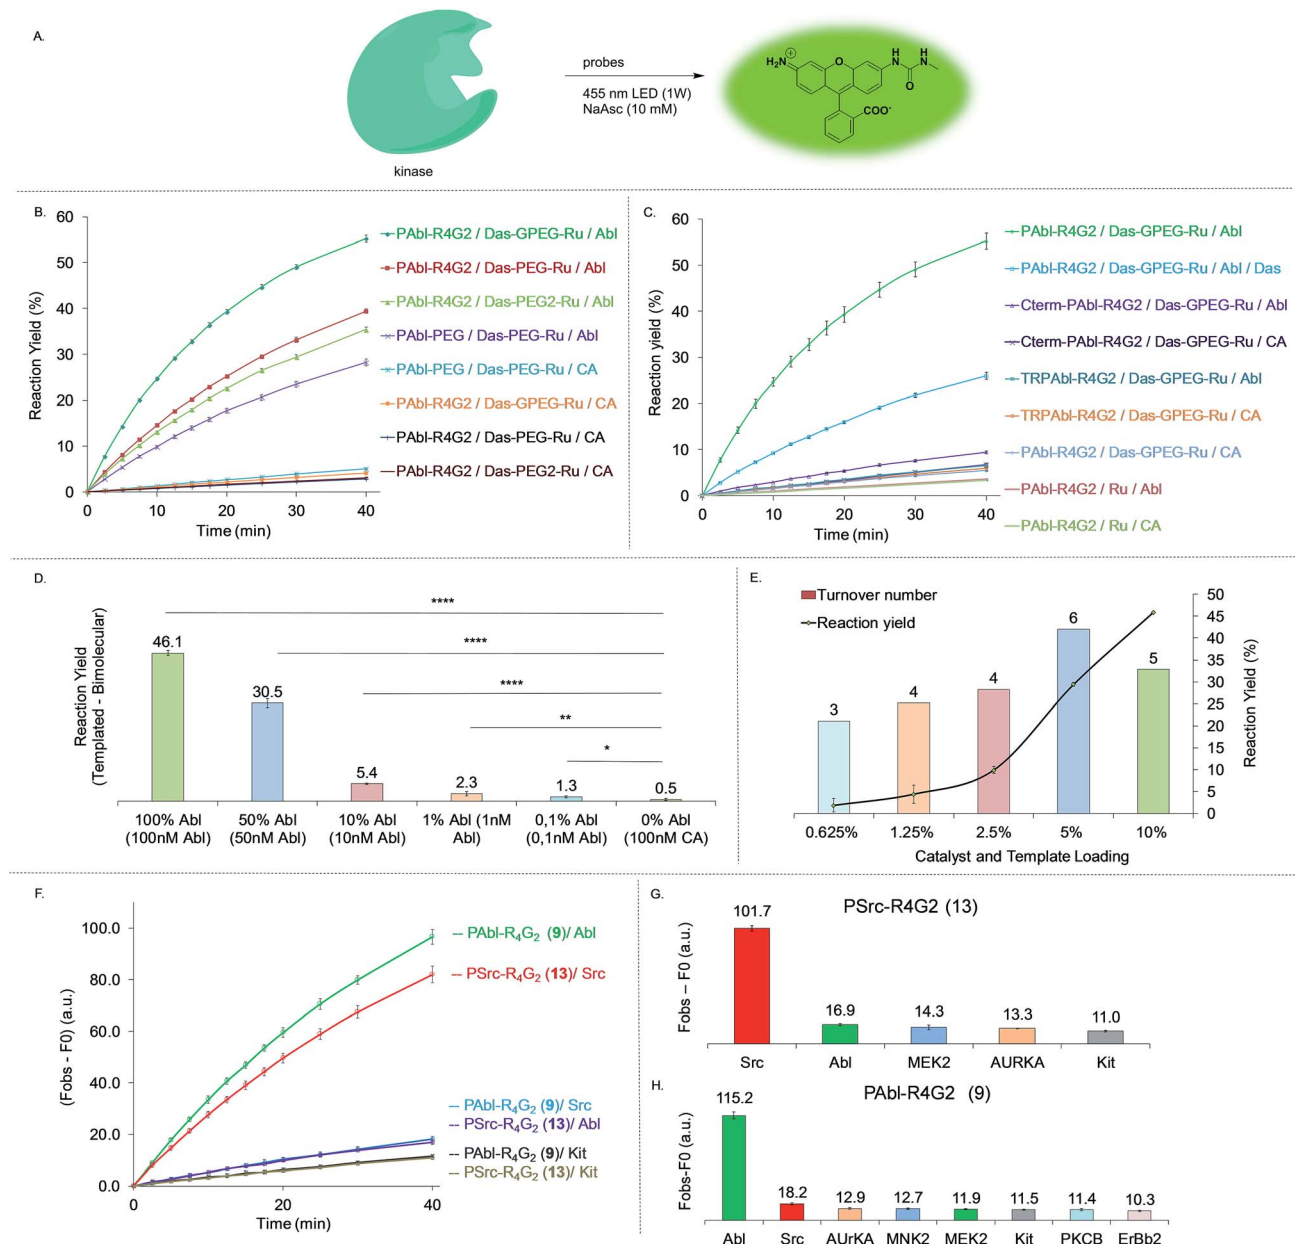 A.
kinase
probes
455 nm LED (1W)
NaAsc (10 mM)
H₂N
O
H
N
H
N
O
COO⁻
B.
Reaction Yield (%)
60
50
40
30
20
10
0
0 10 20 30 40
Time (min)
PAbl-R4G2 / Das-GPEG-Ru / Abl
PAbl-R4G2 / Das-PEG-Ru / Abl
PAbl-R4G2 / Das-PEG2-Ru / Abl
PAbl-PEG / Das-PEG-Ru / Abl
PAbl-PEG / Das-PEG-Ru / CA
PAbl-R4G2 / Das-GPEG-Ru / CA
PAbl-R4G2 / Das-PEG-Ru / CA
PAbl-R4G2 / Das-PEG2-Ru / CA
C.
Reaction yield (%)
60
50
40
30
20
10
0
0 10 20 30 40
Time (min)
PAbl-R4G2 / Das-GPEG-Ru / Abl
PAbl-R4G2 / Das-GPEG-Ru / Abl / Das
Cterm-PAbl-R4G2 / Das-GPEG-Ru / Abl
Cterm-PAbl-R4G2 / Das-GPEG-Ru / CA
TRPAbl-R4G2 / Das-GPEG-Ru / Abl
TRPAbl-R4G2 / Das-GPEG-Ru / CA
PAbl-R4G2 / Das-GPEG-Ru / CA
PAbl-R4G2 / Ru / Abl
PAbl-R4G2 / Ru / CA
D.
Reaction Yield
(Templated - Bimolecular)
****
****
****
**
*
46.1
30.5
5.4
2.3
1.3
0.5
100% Abl
(100nM Abl)
50% Abl
(50nM Abl)
10% Abl
(10nM Abl)
1% Abl (1nM
Abl)
0,1% Abl
(0,1nM Abl)
0% Abl
(100nM CA)
E.
Turnover number
Reaction yield
3
4
4
6
5
50
45
40
35
30
25
20
15
10
5
0
Reaction Yield (%)
0.625% 1.25% 2.5% 5% 10%
Catalyst and Template Loading
F.
(Fobs - F0) (a.u.)
100.0
80.0
60.0
40.0
20.0
0.0
0 20 40
Time (min)
PAbl-R₄G₂ (9)/ Abl
PSrc-R₄G₂ (13)/ Src
PAbl-R₄G₂ (9)/ Src
PSrc-R₄G₂ (13)/ Abl
PAbl-R₄G₂ (9)/ Kit
PSrc-R₄G₂ (13)/ Kit
G.
PSrc-R4G2 (13)
Fobs – F0 (a.u.)
101.7
16.9
14.3
13.3
11.0
Src Abl MEK2 AURKA Kit
H.
PAbl-R4G2 (9)
Fobs-F0 (a.u.)
115.2
18.2
12.9
12.7
11.9
11.5
11.4
10.3
Abl Src AUrKA MNK2 MEK2 Kit PKCB ErBb2